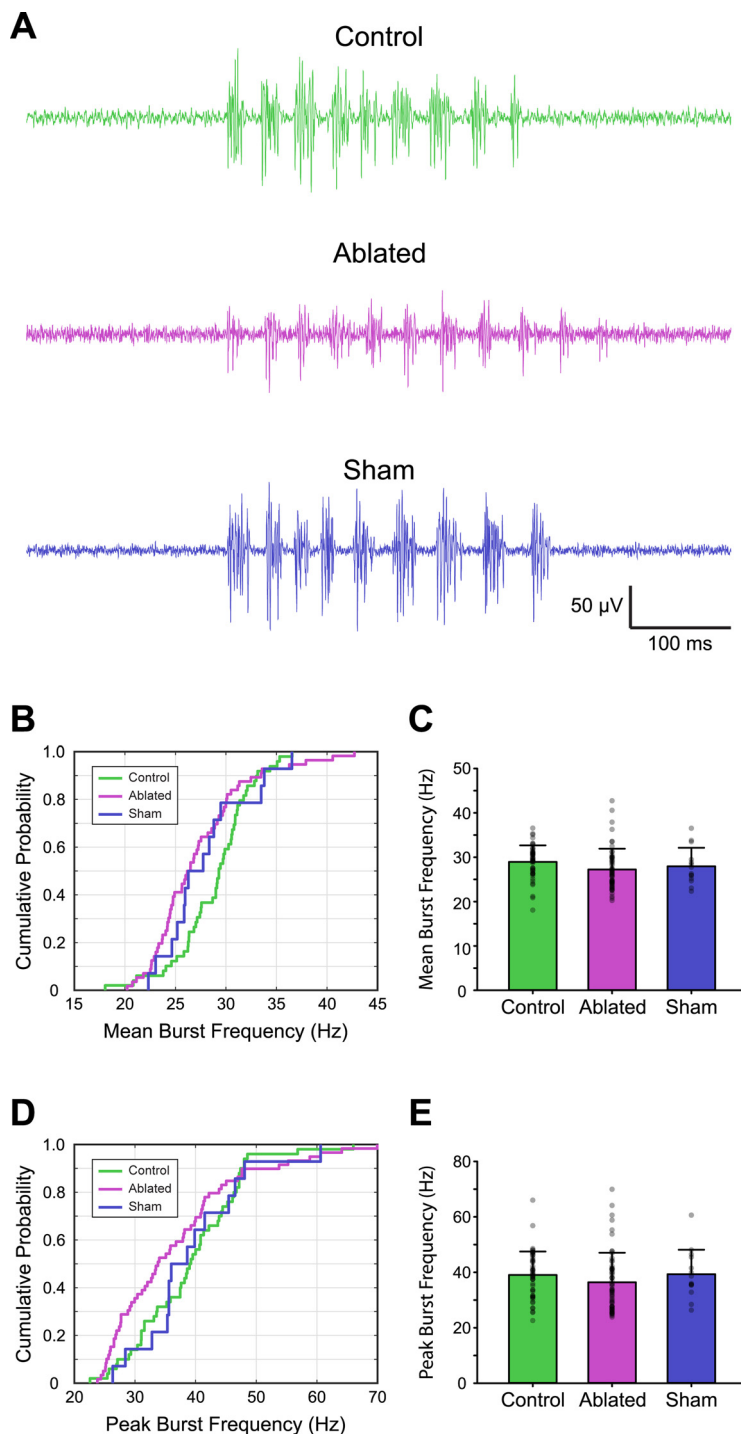 A
Control
Ablated
Sham
50 µV
100 ms
B
1.0
0.8
0.6
0.4
0.2
0
Cumulative Probability
Control
Ablated
Sham
15 20 25 30 35 40 45
Mean Burst Frequency (Hz)
C
50
40
30
20
10
0
Mean Burst Frequency (Hz)
Control Ablated Sham
D
1.0
0.8
0.6
0.4
0.2
0
Cumulative Probability
Control
Ablated
Sham
20 30 40 50 60 70
Peak Burst Frequency (Hz)
E
80
60
40
20
0
Peak Burst Frequency (Hz)
Control Ablated Sham